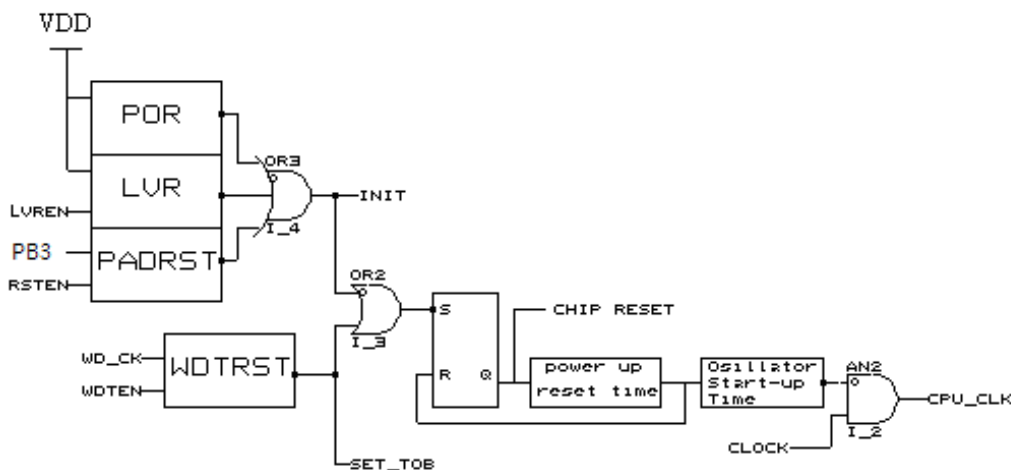 VDD
POR
LVR
LVREN
PB3
PADRST
RSTEN
OR3
I_4
INIT
OR2
I_3
WD_CK
WDTEN
WDTRST
SET_TOB
S
R
Q
CHIP RESET
power up
reset time
Osillator
Start-up
Time
AN2
I_2
CLOCK
CPU_CLK